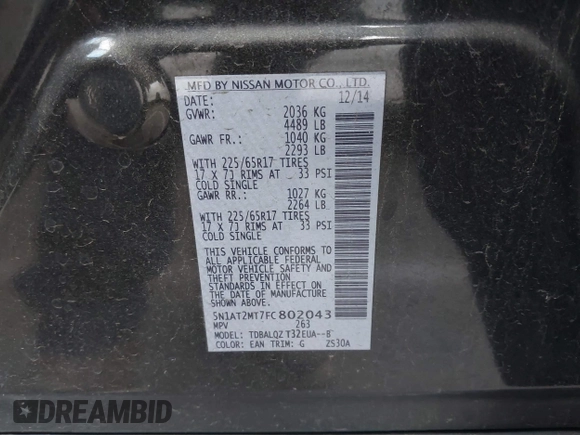 MFD BY NISSAN MOTOR CO., LTD.
DATE: 12/14
GVWR: 2036 KG
4489 LB
GAWR FR.: 1040 KG
2293 LB
WITH 225/65R17 TIRES
17 X 7J RIMS AT 33 PSI
COLD SINGLE
GAWR RR.: 1027 KG
2264 LB
WITH 225/65R17 TIRES
17 X 7J RIMS AT 33 PSI
COLD SINGLE
THIS VEHICLE CONFORMS TO
ALL APPLICABLE FEDERAL
MOTOR VEHICLE SAFETY AND
THEFT PREVENTION
STANDARDS IN EFFECT ON
THE DATE OF MANUFACTURE
SHOWN ABOVE.
5N1AT2MT7FC802043
MPV 263
MODEL: TDBALQZ T32EUA--B
COLOR: EAN TRIM: G ZS30A
DREAMBID